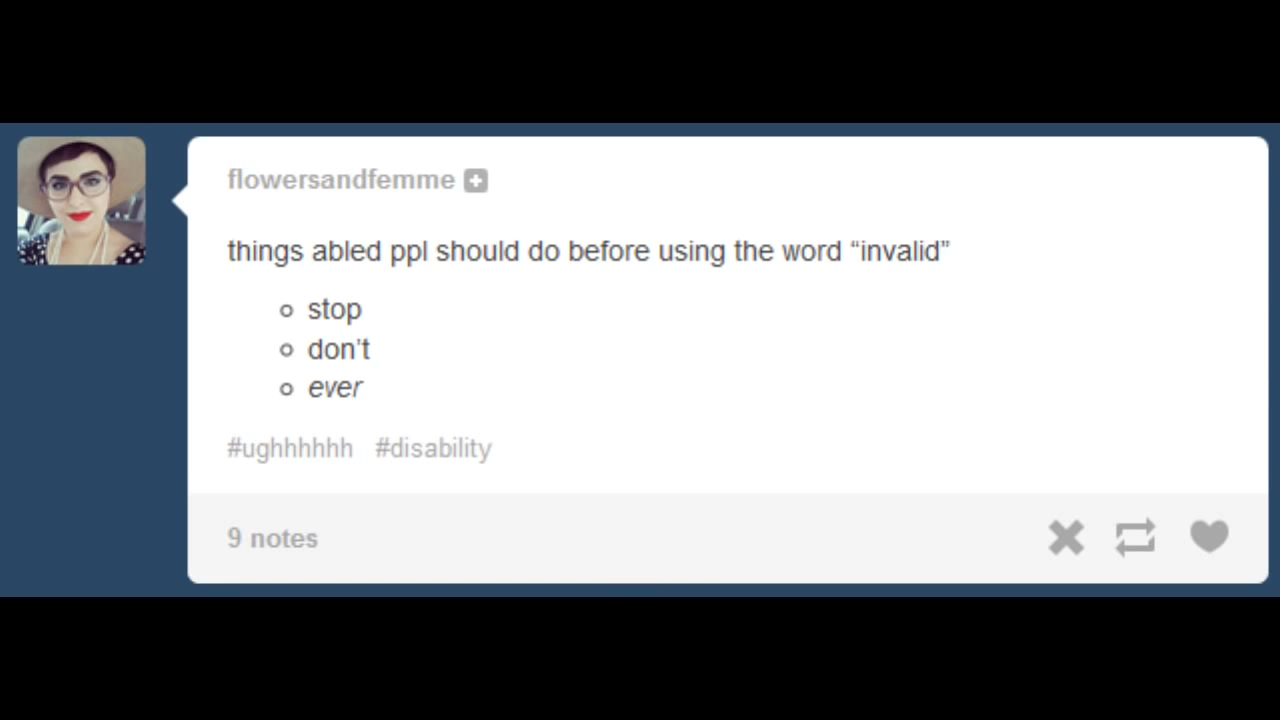 flowersandfemme
things abled ppl should do before using the word “invalid”
stop
don’t
ever
#ughhhhhh #disability
9 notes